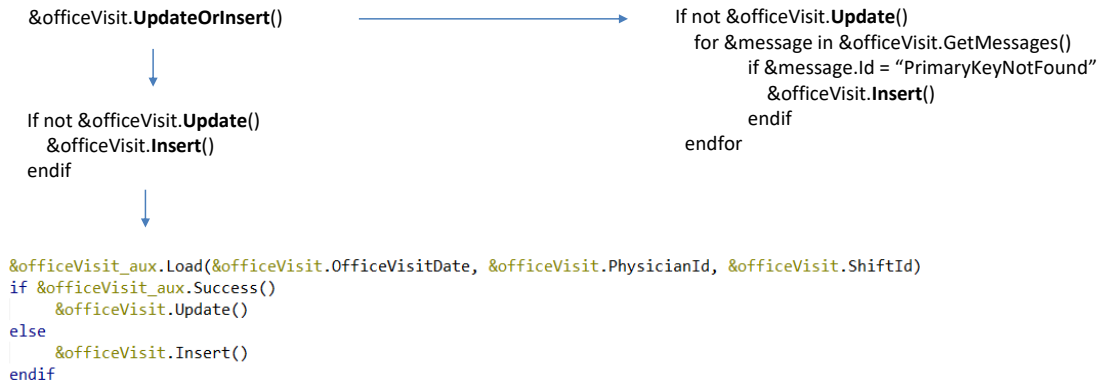 &officeVisit.UpdateOrInsert()
If not &officeVisit.Update()
for &message in &officeVisit.GetMessages()
if &message.Id = “PrimaryKeyNotFound”
&officeVisit.Insert()
endif
endfor
If not &officeVisit.Update()
&officeVisit.Insert()
endif
&officeVisit_aux.Load(&officeVisit.OfficeVisitDate, &officeVisit.PhysicianId, &officeVisit.ShiftId)
if &officeVisit_aux.Success()
&officeVisit.Update()
else
&officeVisit.Insert()
endif